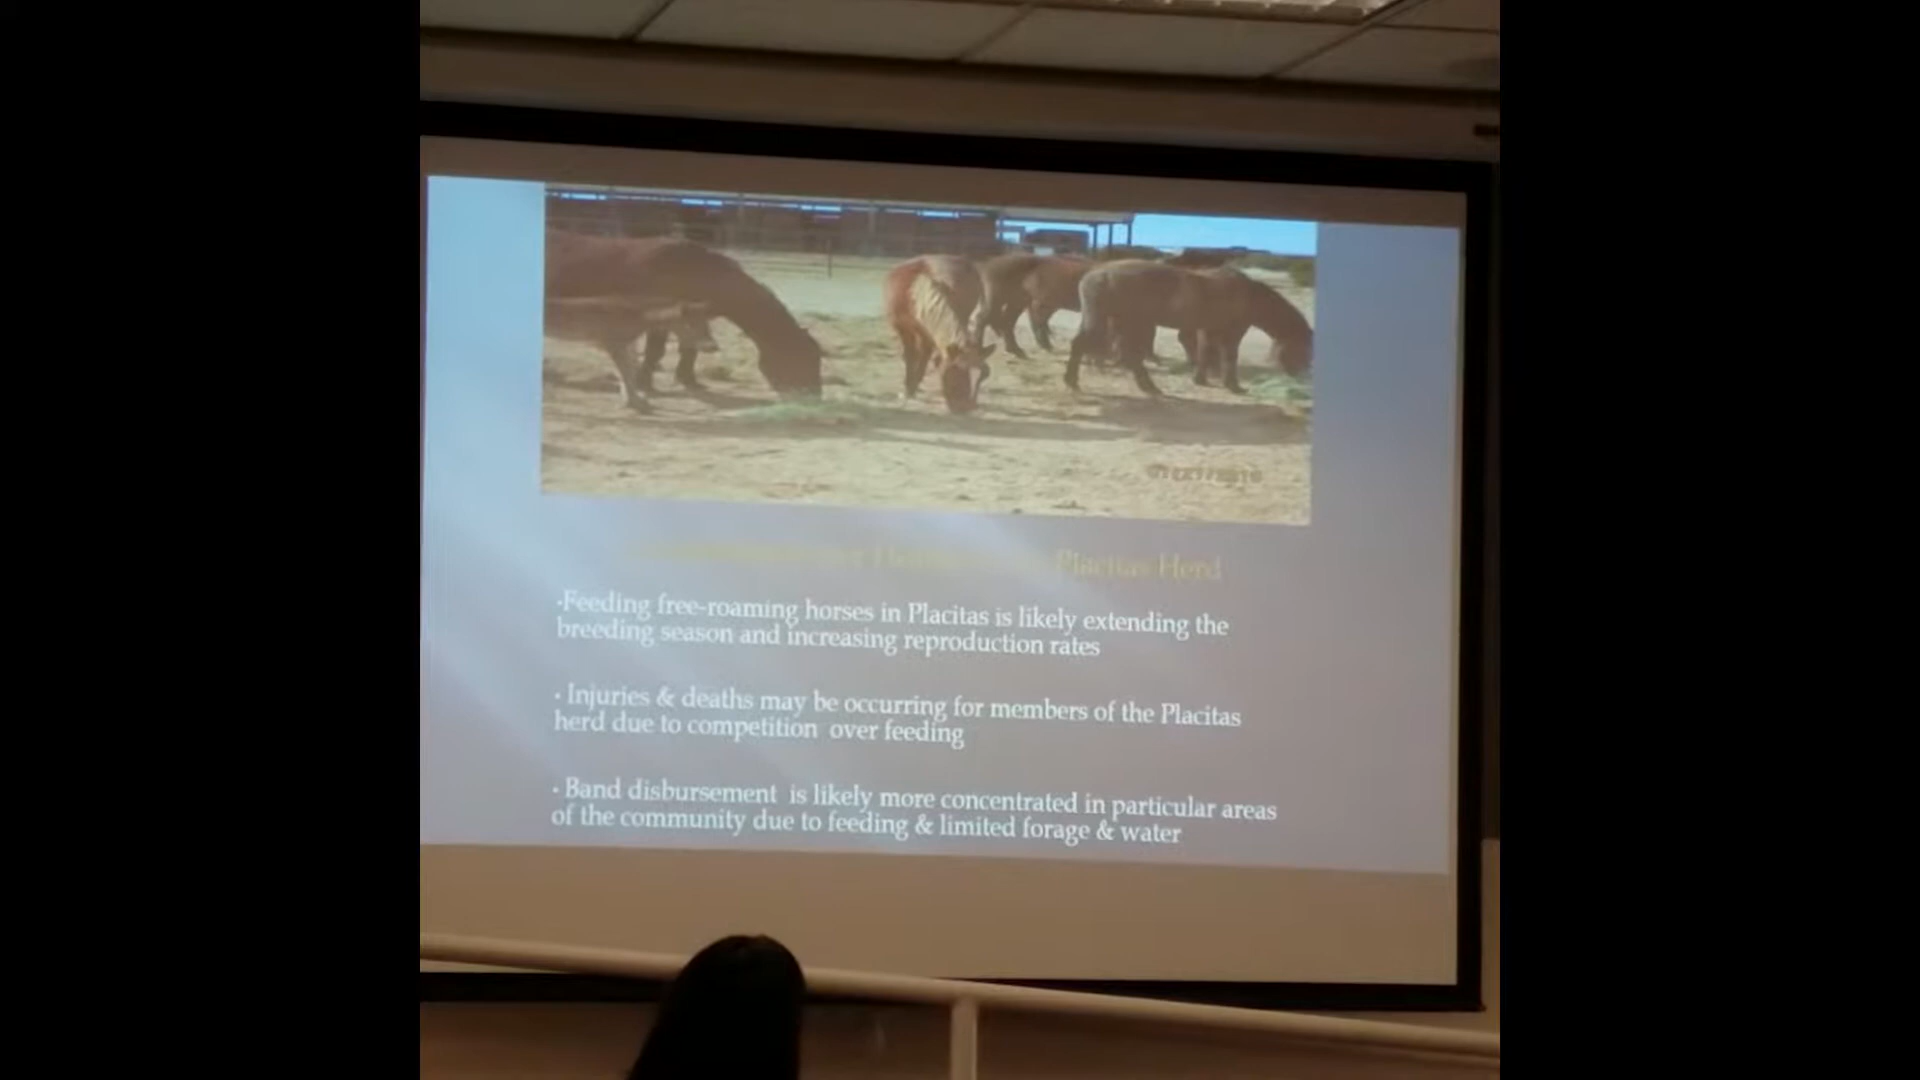 Placitas Herd
·Feeding free-roaming horses in Placitas is likely extending the
breeding season and increasing reproduction rates
· Injuries & deaths may be occurring for members of the Placitas
herd due to competition over feeding
· Band disbursement is likely more concentrated in particular areas
of the community due to feeding & limited forage & water